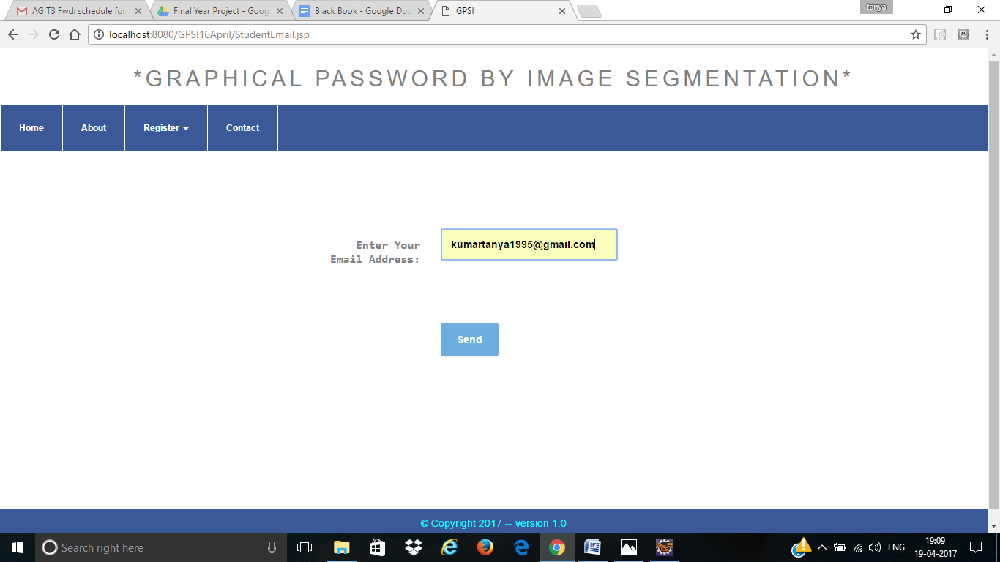 AGIT3 Fwd: schedule for
Final Year Project - Goog
Black Book - Google Doc
GPSI
tanya
localhost:8080/GPSI16April/StudentEmail.jsp
*GRAPHICAL PASSWORD BY IMAGE SEGMENTATION*
Home
About
Register
Contact
Enter Your
Email Address:
kumartanya1995@gmail.com
Send
© Copyright 2017 -- version 1.0
Search right here
ENG
19:09
19-04-2017